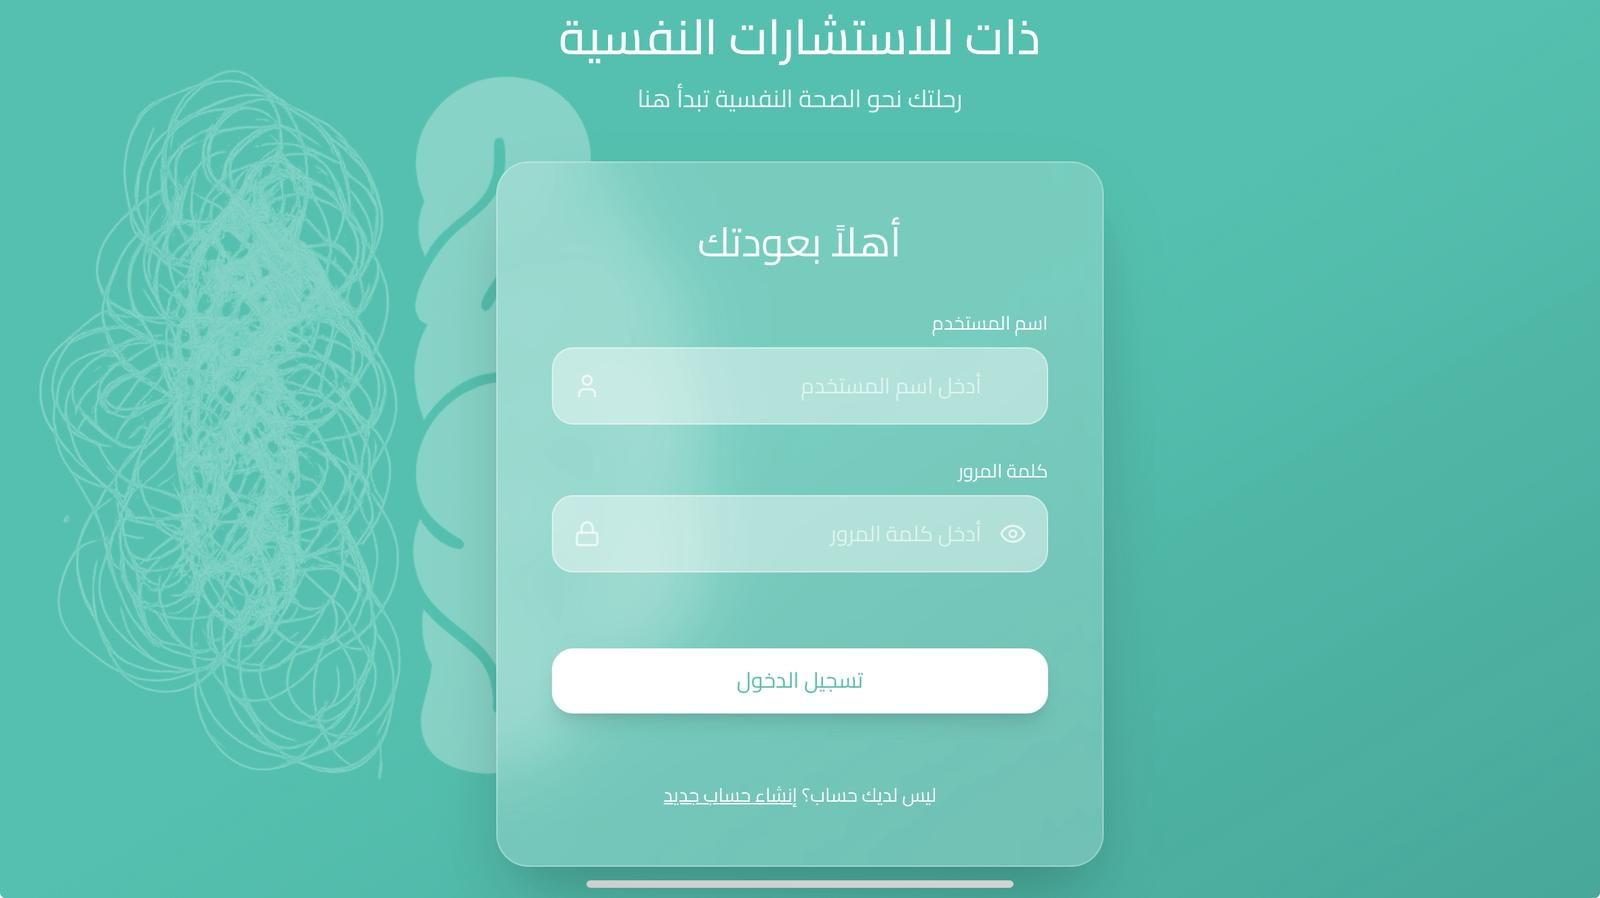 ذات للاستشارات النفسية
رحلتك نحو الصحة النفسية تبدأ هنا
أهلاً بعودتك
اسم المستخدم
أدخل اسم المستخدم
كلمة المرور
أدخل كلمة المرور
تسجيل الدخول
ليس لديك حساب؟ إنشاء حساب جديد